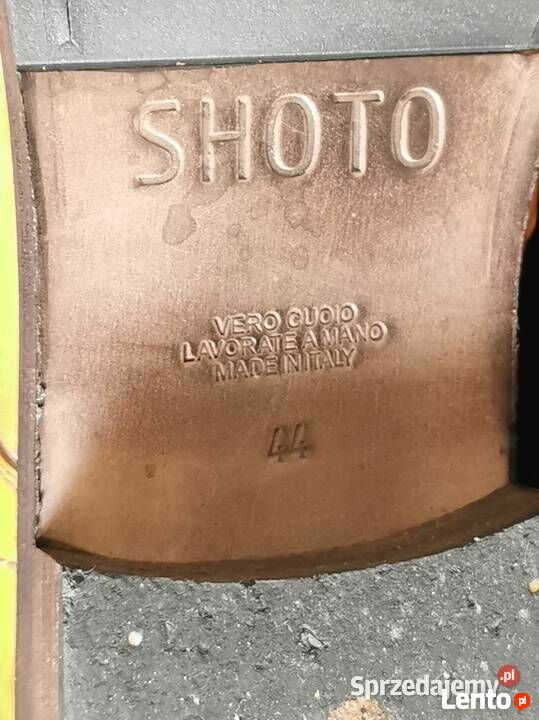 SHOTO
VERO CUOIO
LAVORATE A MANO
MADE IN ITALY
44
Sprzedajemy.pl
Lento.pl